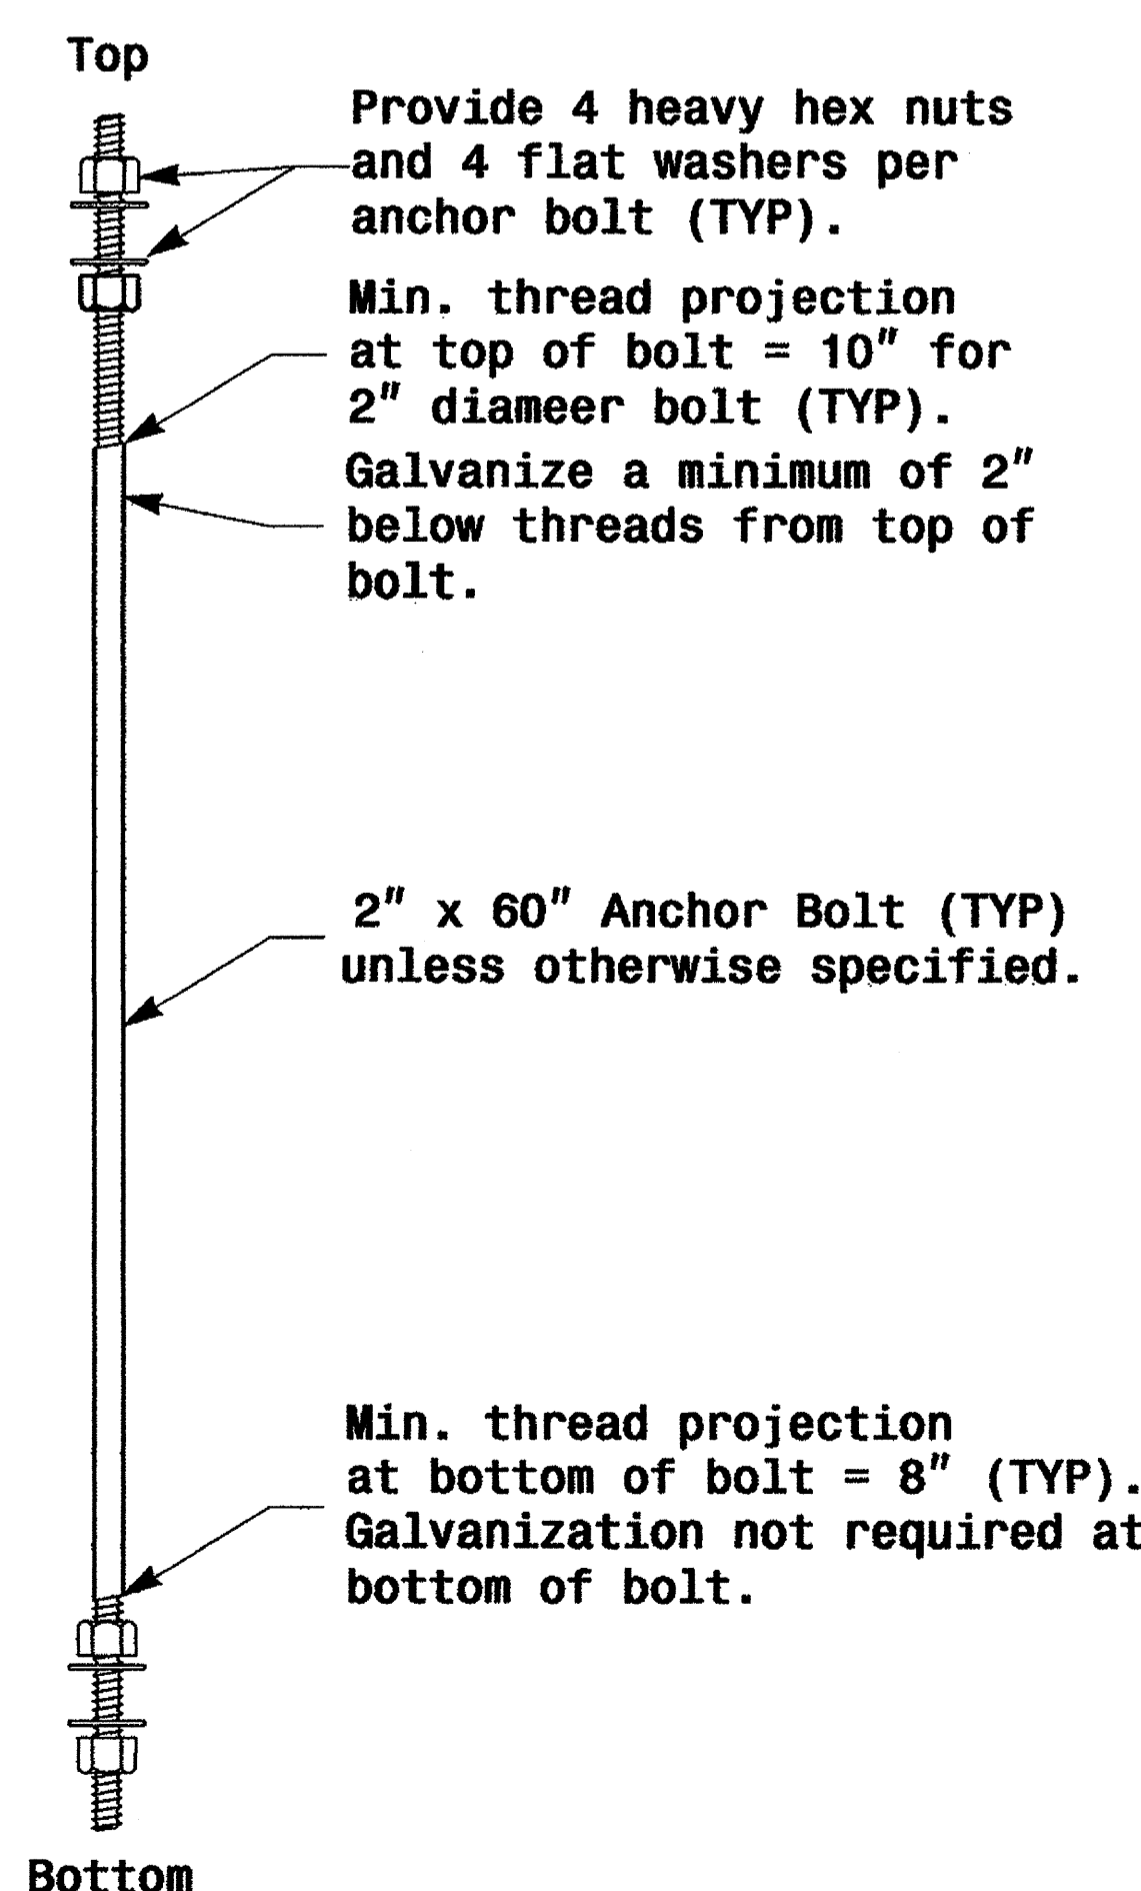 Top
Provide 4 heavy hex nuts
and 4 flat washers per
anchor bolt (TYP).
Min. thread projection
at top of bolt = 10" for
2" diameer bolt (TYP).
Galvanize a minimum of 2"
below threads from top of
bolt.
2" x 60" Anchor Bolt (TYP)
unless otherwise specified.
Min. thread projection
at bottom of bolt = 8" (TYP).
Galvanization not required at
bottom of bolt.
Bottom